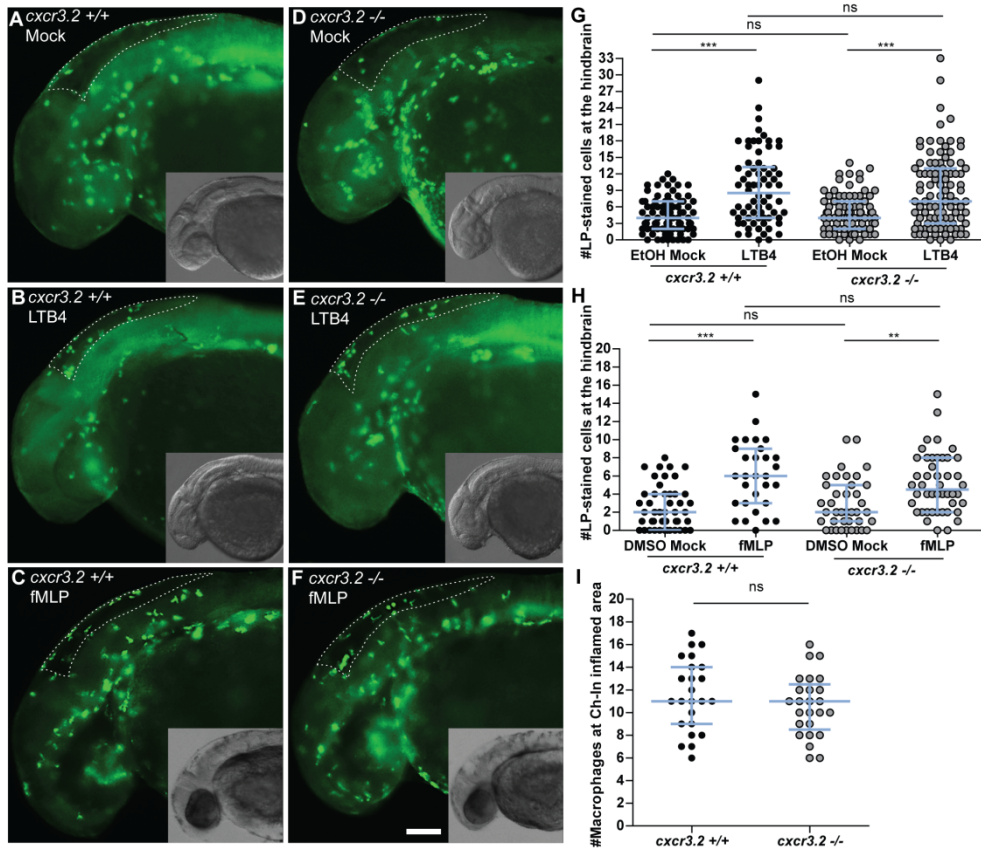 A cxcr3.2 +/+
Mock
D cxcr3.2 -/-
Mock
B cxcr3.2 +/+
LTB4
E cxcr3.2 -/-
LTB4
C cxcr3.2 +/+
fMLP
F cxcr3.2 -/-
fMLP
G
ns
ns
*** ***
#LP-stained cells at the hindbrain
33
30
27
24
21
18
15
12
9
6
3
0
EtOH Mock LTB4 EtOH Mock LTB4
cxcr3.2 +/+ cxcr3.2 -/-
H
ns
ns
*** **
#LP-stained cells at the hindbrain
20
18
16
14
12
10
8
6
4
2
0
DMSO Mock fMLP DMSO Mock fMLP
cxcr3.2 +/+ cxcr3.2 -/-
I
ns
#Macrophages at Ch-In inflamed area
20
18
16
14
12
10
8
6
4
2
0
cxcr3.2 +/+ cxcr3.2 -/-